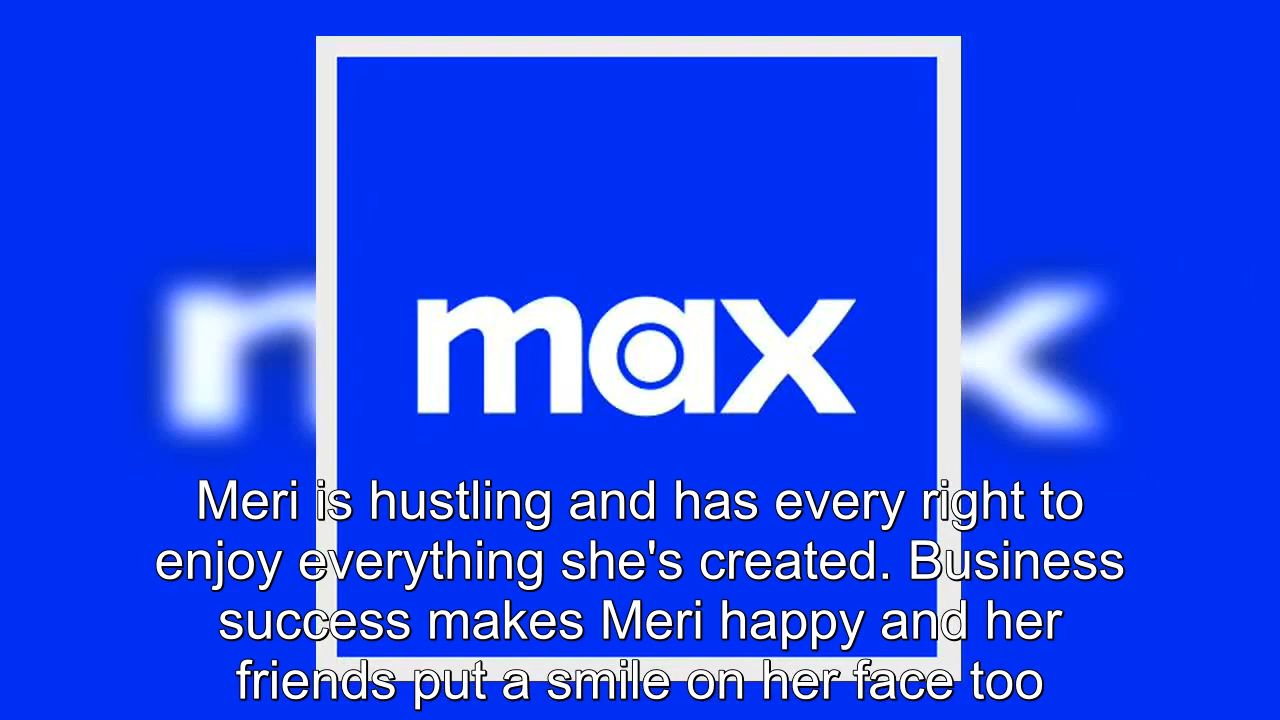 max
Meri is hustling and has every right to
enjoy everything she's created. Business
success makes Meri happy and her
friends put a smile on her face too